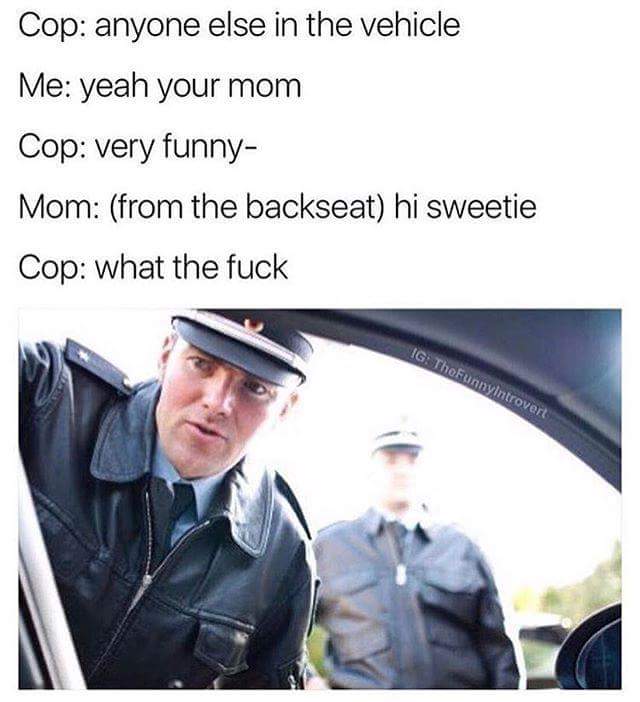 Cop: anyone else in the vehicle
Me: yeah your mom
Cop: very funny-
Mom: (from the backseat) hi sweetie
Cop: what the fuck
IG: TheFunnyIntrovert